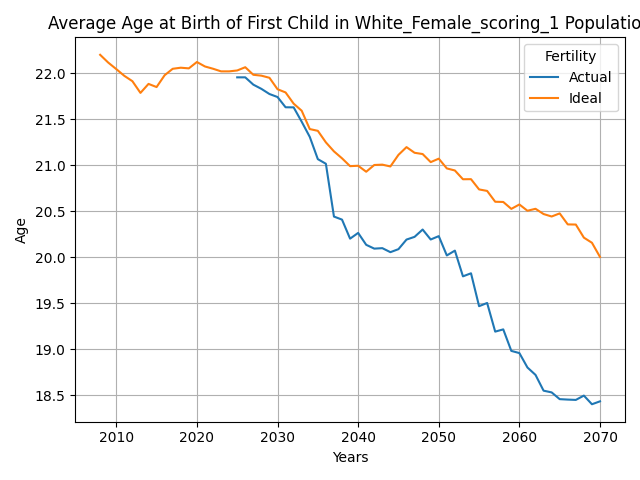 Average Age at Birth of First Child in White_Female_scoring_1 Populatio
Fertility
Actual
Ideal
22.0
21.5
21.0
20.5
20.0
19.5
19.0
18.5
Age
2010 2020 2030 2040 2050 2060 2070
Years